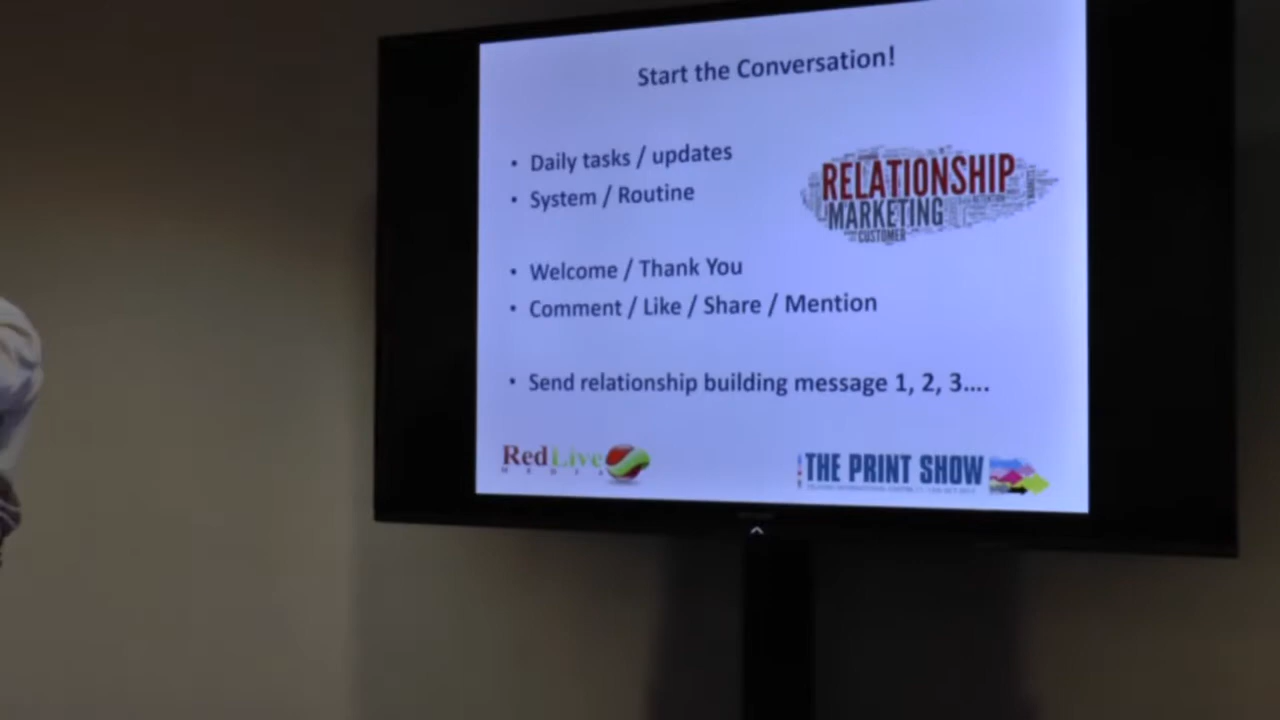 Start the Conversation!
• Daily tasks / updates
• System / Routine
RELATIONSHIP
MARKETING
CUSTOMER
• Welcome / Thank You
• Comment / Like / Share / Mention
• Send relationship building message 1, 2, 3....
RedLive
MEDIA
THE PRINT SHOW